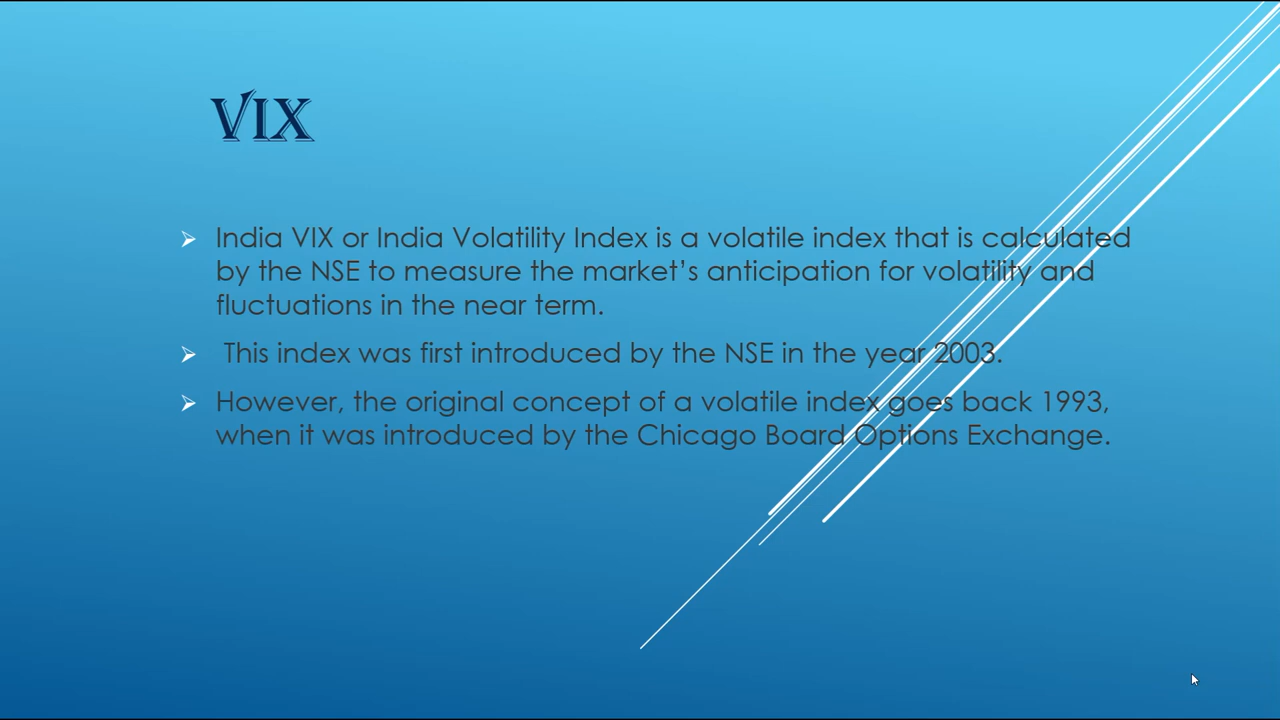 VIX
India VIX or India Volatility Index is a volatile index that is calculated
by the NSE to measure the market’s anticipation for volatility and
fluctuations in the near term.
This index was first introduced by the NSE in the year 2003.
However, the original concept of a volatile index goes back 1993,
when it was introduced by the Chicago Board Options Exchange.